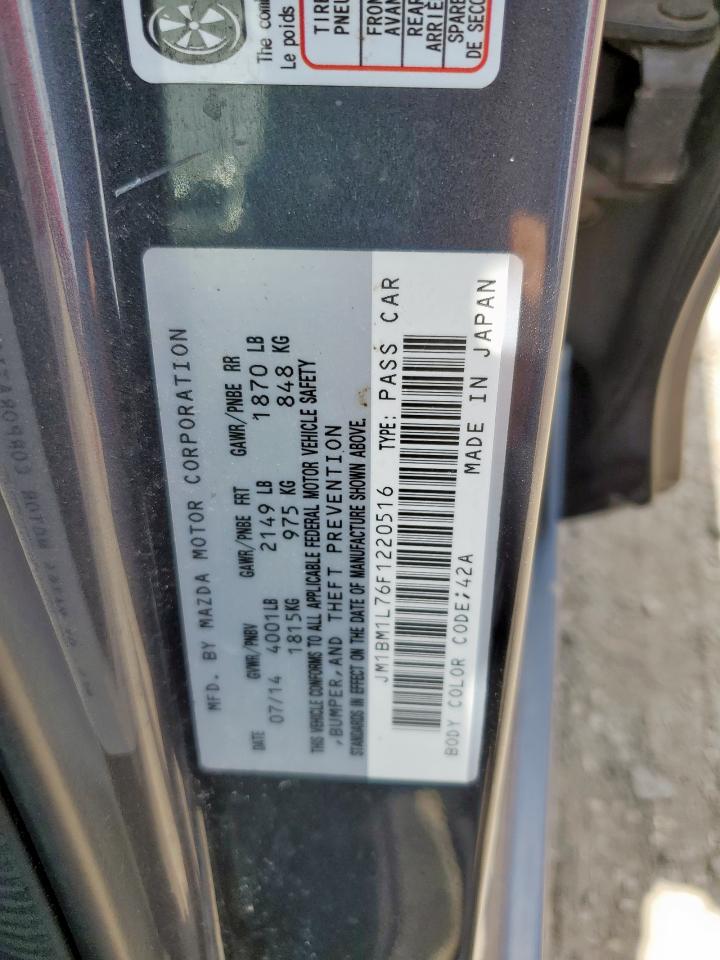 The com
Le poids
TIRE
PNEU
FRON
AVAN
REAR
ARRIÈ
SPARE
DE SECO
MFD. BY MAZDA MOTOR CORPORATION
DATE GVWR/PNBV GAWR/PNBE FRT GAWR/PNBE RR
07/14 4001LB 2149 LB 1870 LB
1815KG 975 KG 848 KG
THIS VEHICLE CONFORMS TO ALL APPLICABLE FEDERAL MOTOR VEHICLE SAFETY
,BUMPER,AND THEFT PREVENTION
STANDARDS IN EFFECT ON THE DATE OF MANUFACTURE SHOWN ABOVE.
JM1BM1L76F1220516 TYPE: PASS CAR
BODY COLOR CODE;42A MADE IN JAPAN